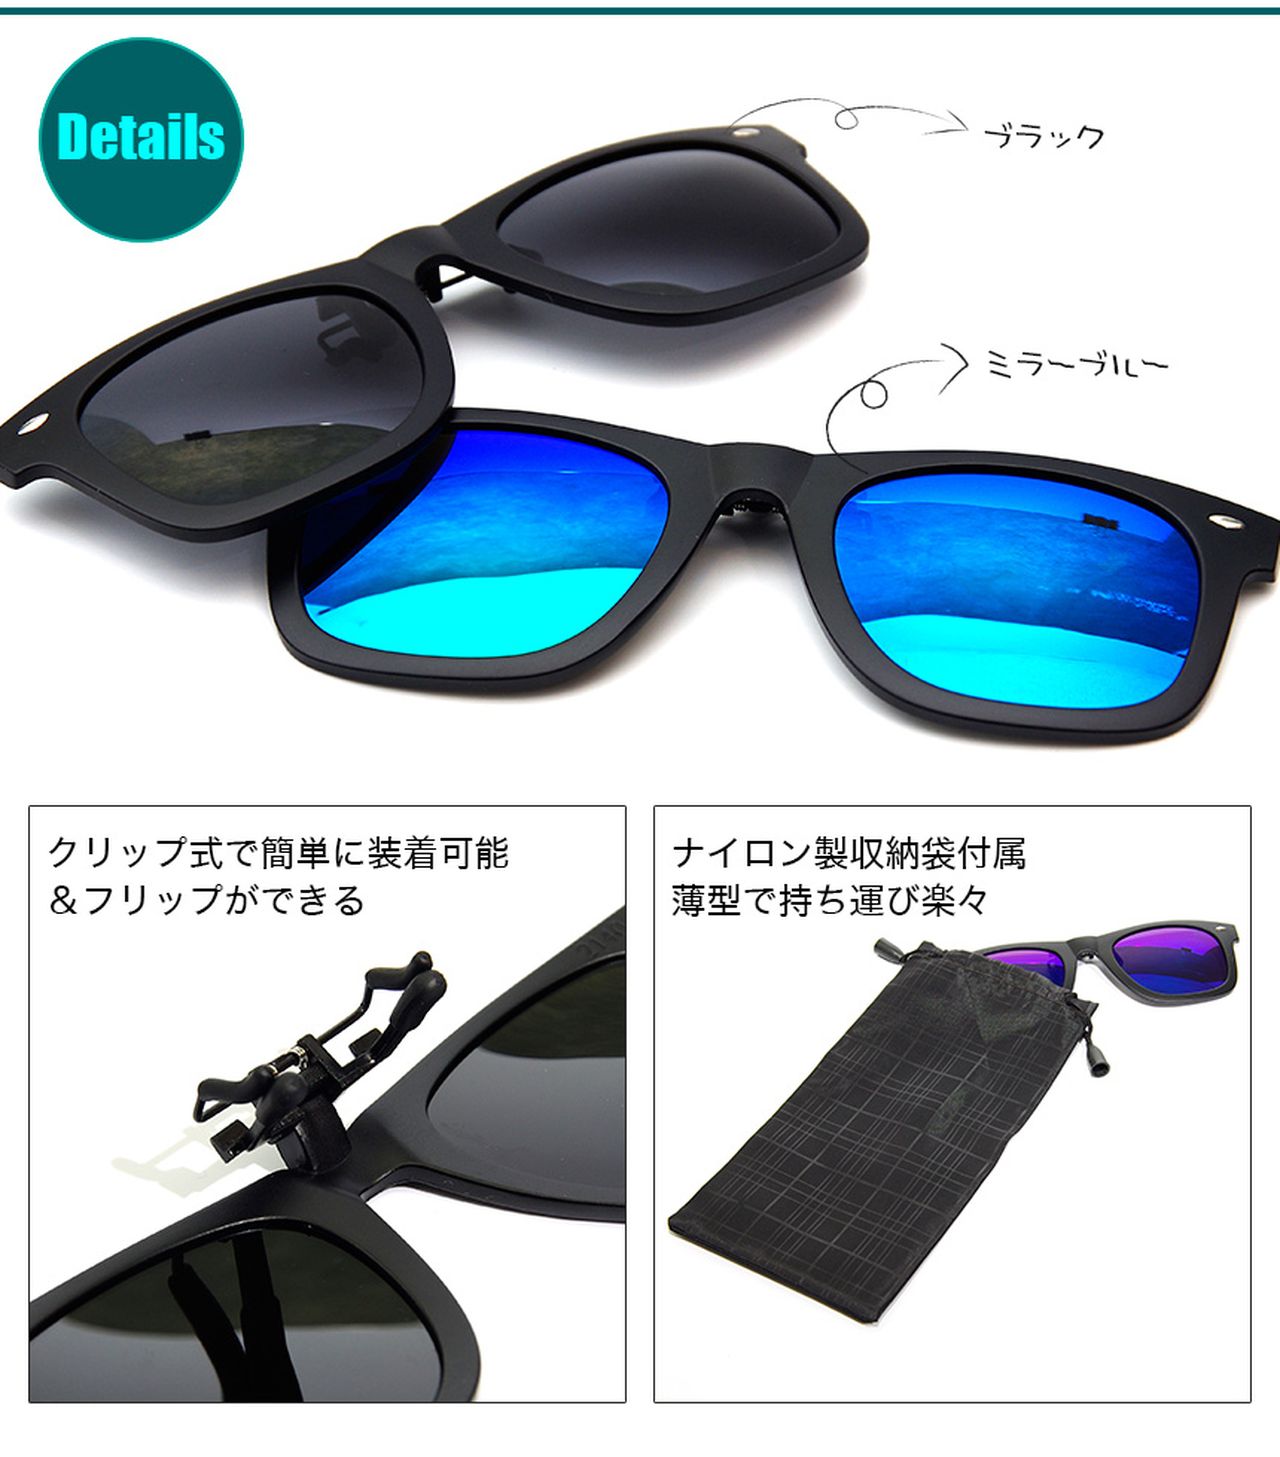 Details
ブラック
ミラーブルー
クリップ式で簡単に装着可能
＆フリップができる
ナイロン製収納袋付属
薄型で持ち運び楽々